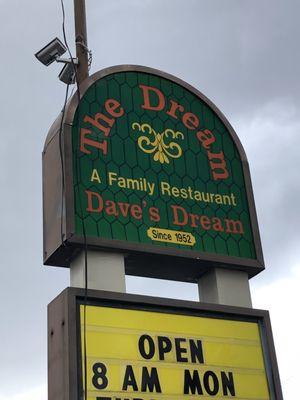 The Dream
A Family Restaurant
Dave's Dream
Since 1952
OPEN
8 AM MON